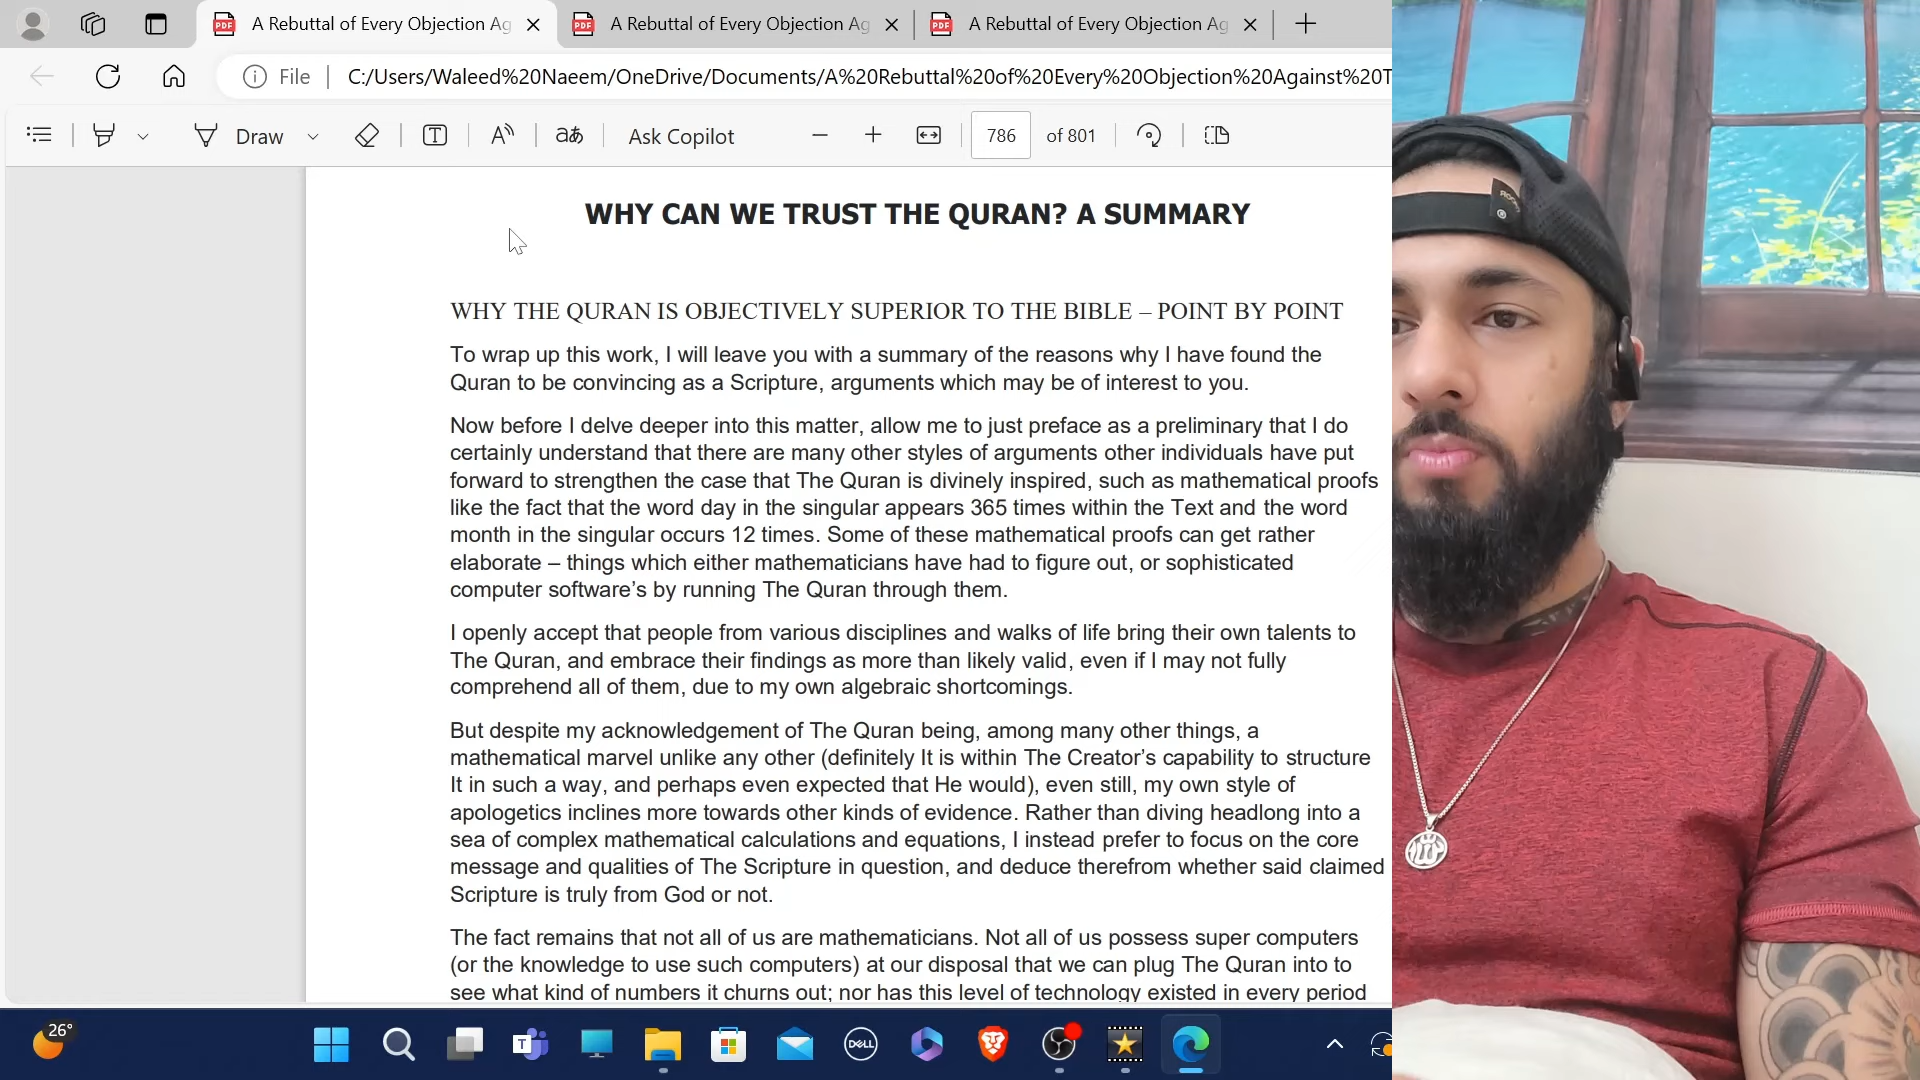 A Rebuttal of Every Objection Ag
A Rebuttal of Every Objection Ag
A Rebuttal of Every Objection Ag
File
C:/Users/Waleed%20Naeem/OneDrive/Documents/A%20Rebuttal%20of%20Every%20Objection%20Against%20T
Draw
Ask Copilot
786 of 801
WHY CAN WE TRUST THE QURAN? A SUMMARY
WHY THE QURAN IS OBJECTIVELY SUPERIOR TO THE BIBLE – POINT BY POINT
To wrap up this work, I will leave you with a summary of the reasons why I have found the
Quran to be convincing as a Scripture, arguments which may be of interest to you.
Now before I delve deeper into this matter, allow me to just preface as a preliminary that I do
certainly understand that there are many other styles of arguments other individuals have put
forward to strengthen the case that The Quran is divinely inspired, such as mathematical proofs
like the fact that the word day in the singular appears 365 times within the Text and the word
month in the singular occurs 12 times. Some of these mathematical proofs can get rather
elaborate – things which either mathematicians have had to figure out, or sophisticated
computer software’s by running The Quran through them.
I openly accept that people from various disciplines and walks of life bring their own talents to
The Quran, and embrace their findings as more than likely valid, even if I may not fully
comprehend all of them, due to my own algebraic shortcomings.
But despite my acknowledgement of The Quran being, among many other things, a
mathematical marvel unlike any other (definitely It is within The Creator’s capability to structure
It in such a way, and perhaps even expected that He would), even still, my own style of
apologetics inclines more towards other kinds of evidence. Rather than diving headlong into a
sea of complex mathematical calculations and equations, I instead prefer to focus on the core
message and qualities of The Scripture in question, and deduce therefrom whether said claimed
Scripture is truly from God or not.
The fact remains that not all of us are mathematicians. Not all of us possess super computers
(or the knowledge to use such computers) at our disposal that we can plug The Quran into to
see what kind of numbers it churns out; nor has this level of technology existed in every period
26°
DELL